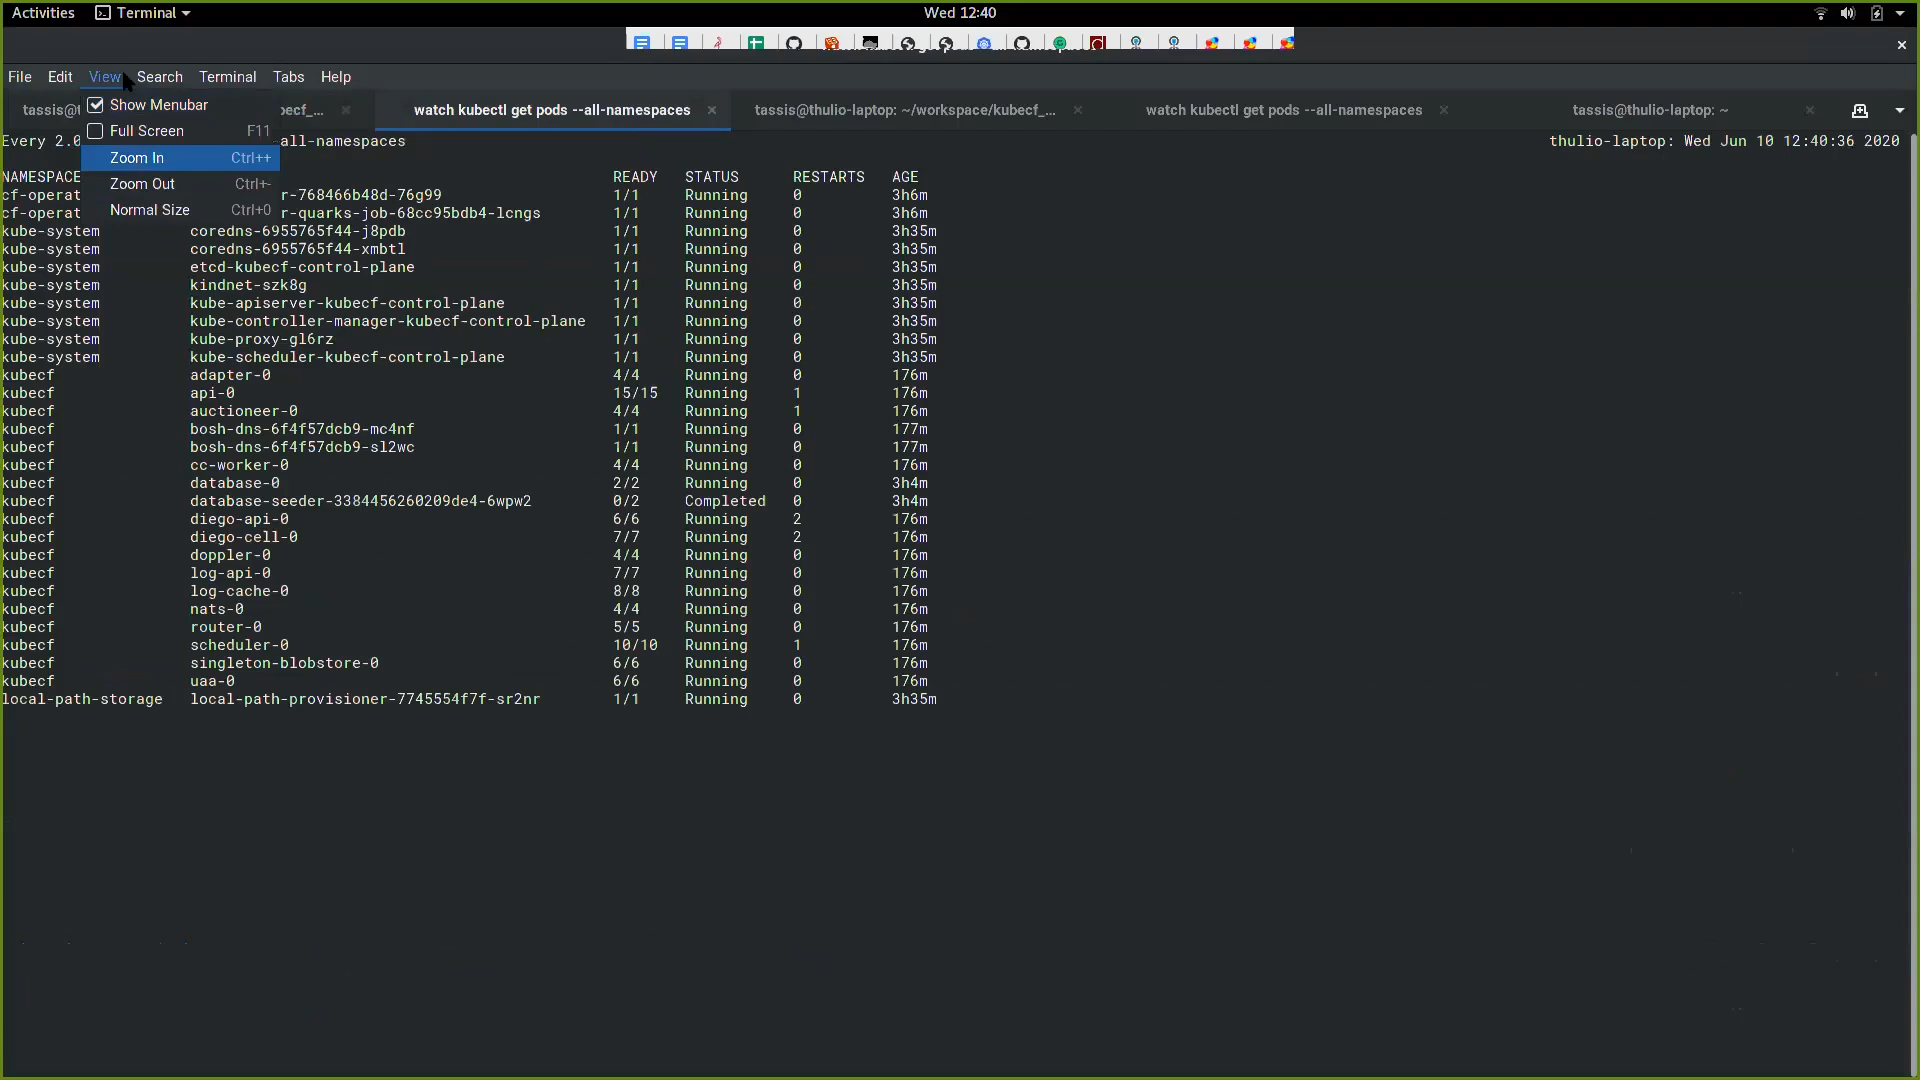 Activities Terminal Wed 12:40
File Edit View Search Terminal Tabs Help
Show Menubar
Full Screen F11
Zoom In Ctrl++
Zoom Out Ctrl+-
Normal Size Ctrl+0
tassis@t ecf_... watch kubectl get pods --all-namespaces tassis@thulio-laptop: ~/workspace/kubecf_... watch kubectl get pods --all-namespaces tassis@thulio-laptop: ~
Every 2.0 all-namespaces thulio-laptop: Wed Jun 10 12:40:36 2020
NAMESPACE READY STATUS RESTARTS AGE
cf-operat r-768466b48d-76g99 1/1 Running 0 3h6m
cf-operat r-quarks-job-68cc95bdb4-lcngs 1/1 Running 0 3h6m
kube-system coredns-6955765f44-j8pdb 1/1 Running 0 3h35m
kube-system coredns-6955765f44-xmbtl 1/1 Running 0 3h35m
kube-system etcd-kubecf-control-plane 1/1 Running 0 3h35m
kube-system kindnet-szk8g 1/1 Running 0 3h35m
kube-system kube-apiserver-kubecf-control-plane 1/1 Running 0 3h35m
kube-system kube-controller-manager-kubecf-control-plane 1/1 Running 0 3h35m
kube-system kube-proxy-gl6rz 1/1 Running 0 3h35m
kube-system kube-scheduler-kubecf-control-plane 1/1 Running 0 3h35m
kubecf adapter-0 4/4 Running 0 176m
kubecf api-0 15/15 Running 1 176m
kubecf auctioneer-0 4/4 Running 1 176m
kubecf bosh-dns-6f4f57dcb9-mc4nf 1/1 Running 0 177m
kubecf bosh-dns-6f4f57dcb9-sl2wc 1/1 Running 0 177m
kubecf cc-worker-0 4/4 Running 0 176m
kubecf database-0 2/2 Running 0 3h4m
kubecf database-seeder-3384456260209de4-6wpw2 0/2 Completed 0 3h4m
kubecf diego-api-0 6/6 Running 2 176m
kubecf diego-cell-0 7/7 Running 2 176m
kubecf doppler-0 4/4 Running 0 176m
kubecf log-api-0 7/7 Running 0 176m
kubecf log-cache-0 8/8 Running 0 176m
kubecf nats-0 4/4 Running 0 176m
kubecf router-0 5/5 Running 0 176m
kubecf scheduler-0 10/10 Running 1 176m
kubecf singleton-blobstore-0 6/6 Running 0 176m
kubecf uaa-0 6/6 Running 0 176m
local-path-storage local-path-provisioner-7745554f7f-sr2nr 1/1 Running 0 3h35m